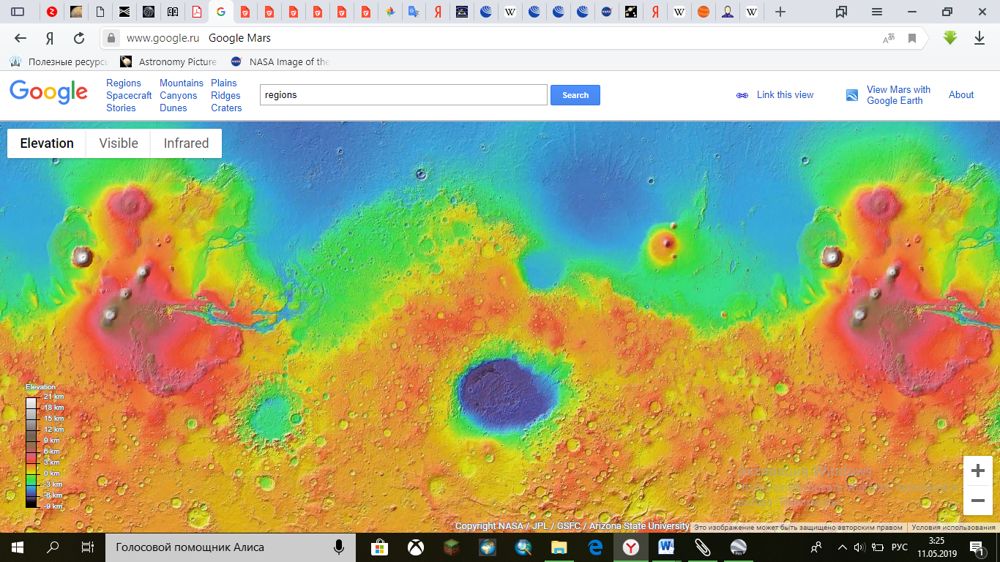 www.google.ru Google Mars
Полезные ресурс
Astronomy Picture
NASA Image of the
Google
Regions Mountains Plains
Spacecraft Canyons Ridges
Stories Dunes Craters
regions
Search
Link this view
View Mars with
Google Earth
About
Elevation Visible Infrared
Elevation
21 km
18 km
15 km
12 km
9 km
6 km
3 km
0 km
-3 km
-6 km
-9 km
Активация Windows
Copyright NASA / JPL / GSFC / Arizona State University
Это изображение может быть защищено авторским правом
Условия использования
Голосовой помощник Алиса
РУС
3:25
11.05.2019
1